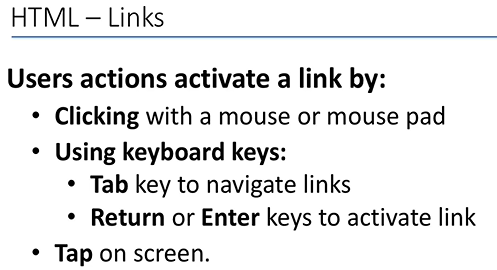 HTML – Links
Users actions activate a link by:
• Clicking with a mouse or mouse pad
• Using keyboard keys:
• Tab key to navigate links
• Return or Enter keys to activate link
• Tap on screen.